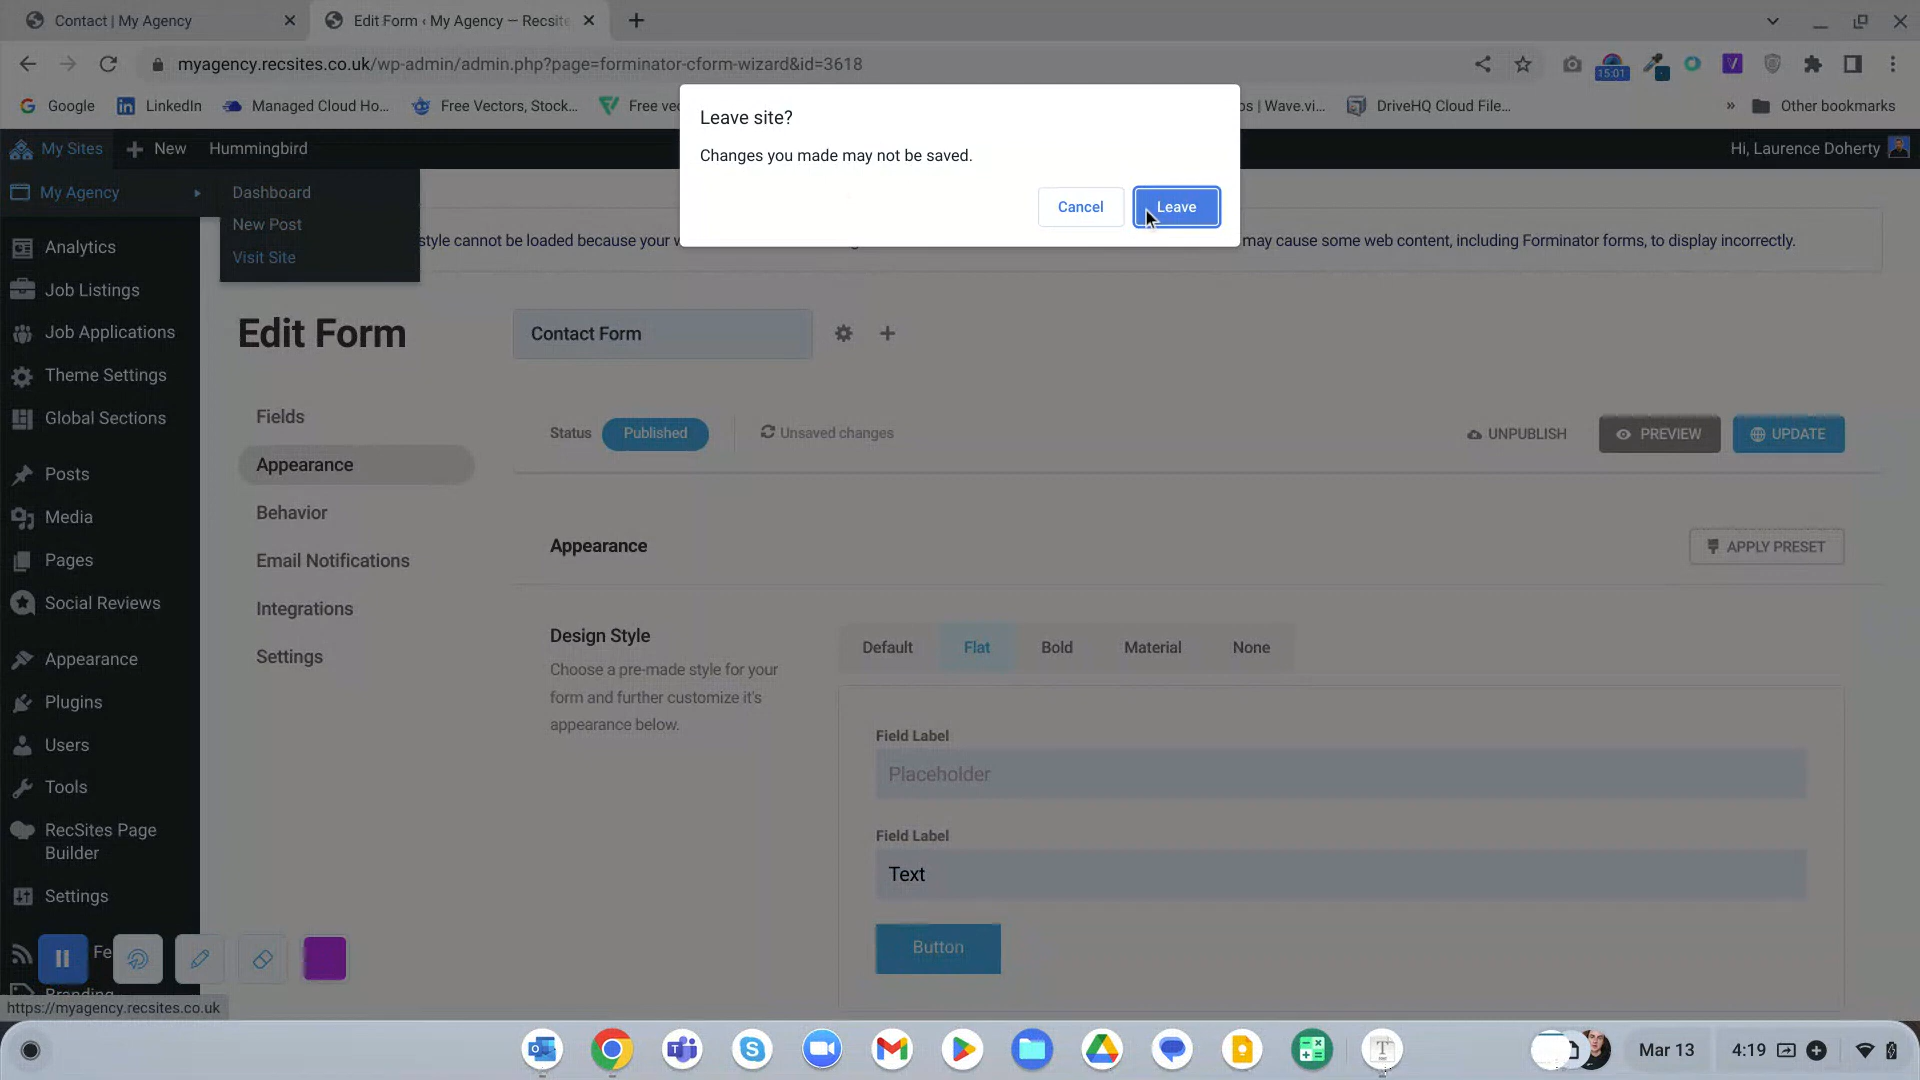 Contact | My Agency
Edit Form ‹ My Agency — Recsite
myagency.recsites.co.uk/wp-admin/admin.php?page=forminator-cform-wizard&id=3618
15:01
Google
LinkedIn
Managed Cloud Ho...
Free Vectors, Stock...
Free vec
os | Wave.vi...
DriveHQ Cloud File...
»
Other bookmarks
Leave site?
Changes you made may not be saved.
Cancel
Leave
My Sites
New
Hummingbird
Hi, Laurence Doherty
My Agency
Dashboard
New Post
Visit Site
style cannot be loaded because your w
may cause some web content, including Forminator forms, to display incorrectly.
Analytics
Job Listings
Job Applications
Theme Settings
Global Sections
Posts
Media
Pages
Social Reviews
Appearance
Plugins
Users
Tools
RecSites Page
Builder
Settings
Fe
Branding
Edit Form
Contact Form
Fields
Appearance
Behavior
Email Notifications
Integrations
Settings
Status
Published
Unsaved changes
UNPUBLISH
PREVIEW
UPDATE
Appearance
APPLY PRESET
Design Style
Choose a pre-made style for your
form and further customize it's
appearance below.
Default
Flat
Bold
Material
None
Field Label
Placeholder
Field Label
Text
Button
https://myagency.recsites.co.uk
Mar 13
4:19